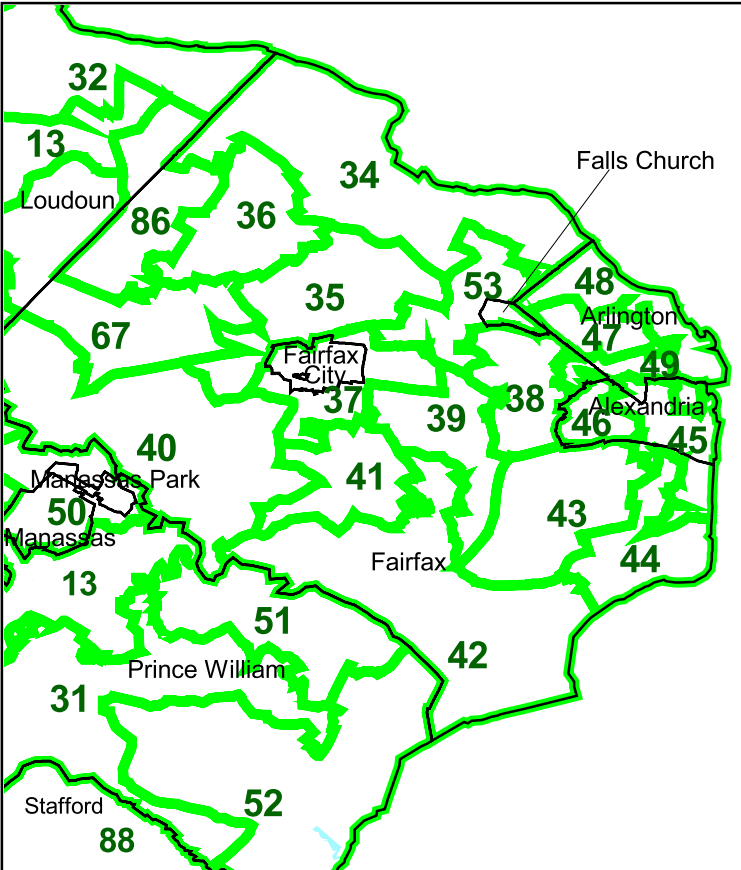 32
13
34
Falls Church
Loudoun
86
36
48
53
35
Arlington
67
47
Fairfax
City
49
37
38
Alexandria
39
46
40
45
41
Manassas Park
50
43
Manassas
Fairfax
44
13
51
42
Prince William
31
52
Stafford
88